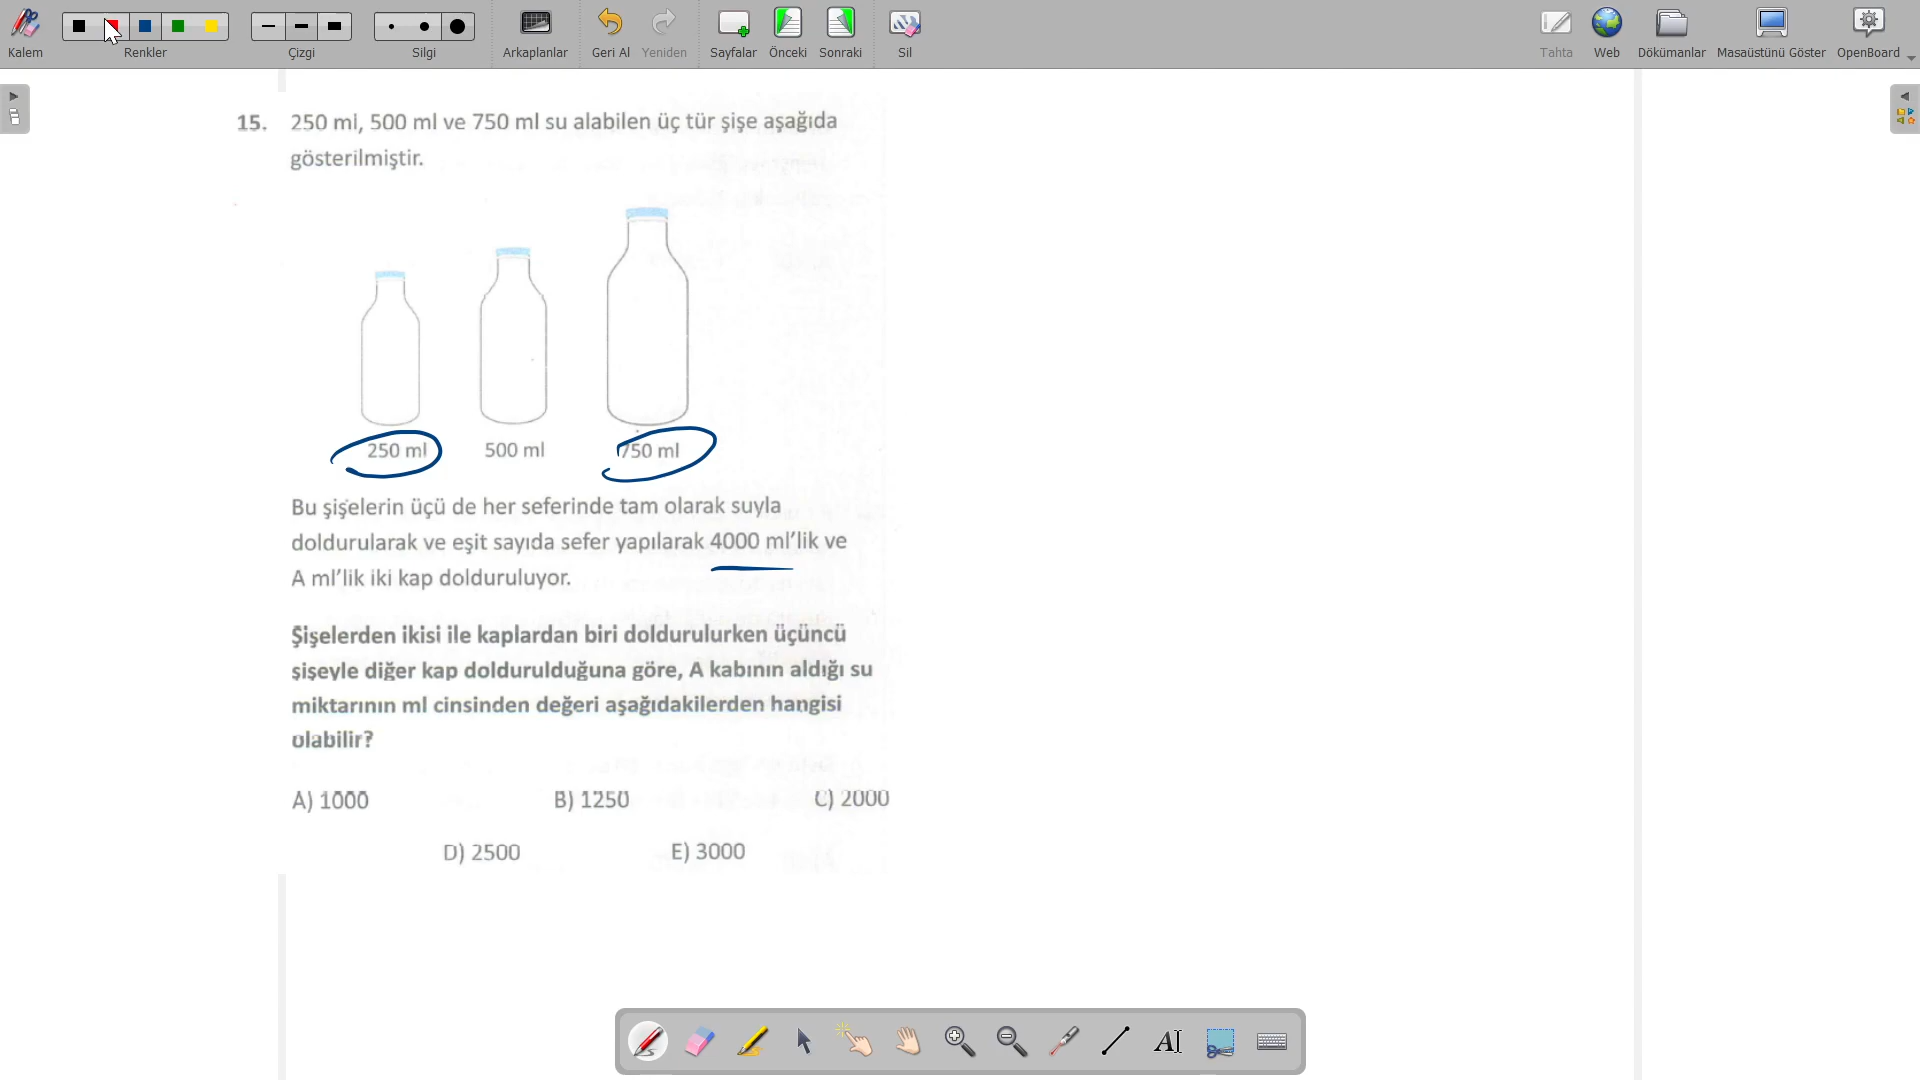 Kalem
Renkler
Çizgi
Silgi
Arkaplanlar
Geri Al
Yeniden
Sayfalar
Önceki
Sonraki
Sil
Tahta
Web
Dökümanlar
Masaüstünü Göster
OpenBoard
15. 250 mi, 500 ml ve 750 ml su alabilen üç tür şişe aşağıda
gösterilmiştir.
250 ml 500 ml 750 ml
Bu şişelerin üçü de her seferinde tam olarak suyla
doldurularak ve eşit sayıda sefer yapılarak 4000 ml'lik ve
A ml'lik iki kap dolduruluyor.
Şişelerden ikisi ile kaplardan biri doldurulurken üçüncü
şişeyle diğer kap doldurulduğuna göre, A kabının aldığı su
miktarının ml cinsinden değeri aşağıdakilerden hangisi
olabilir?
A) 1000 B) 1250 C) 2000
D) 2500 E) 3000